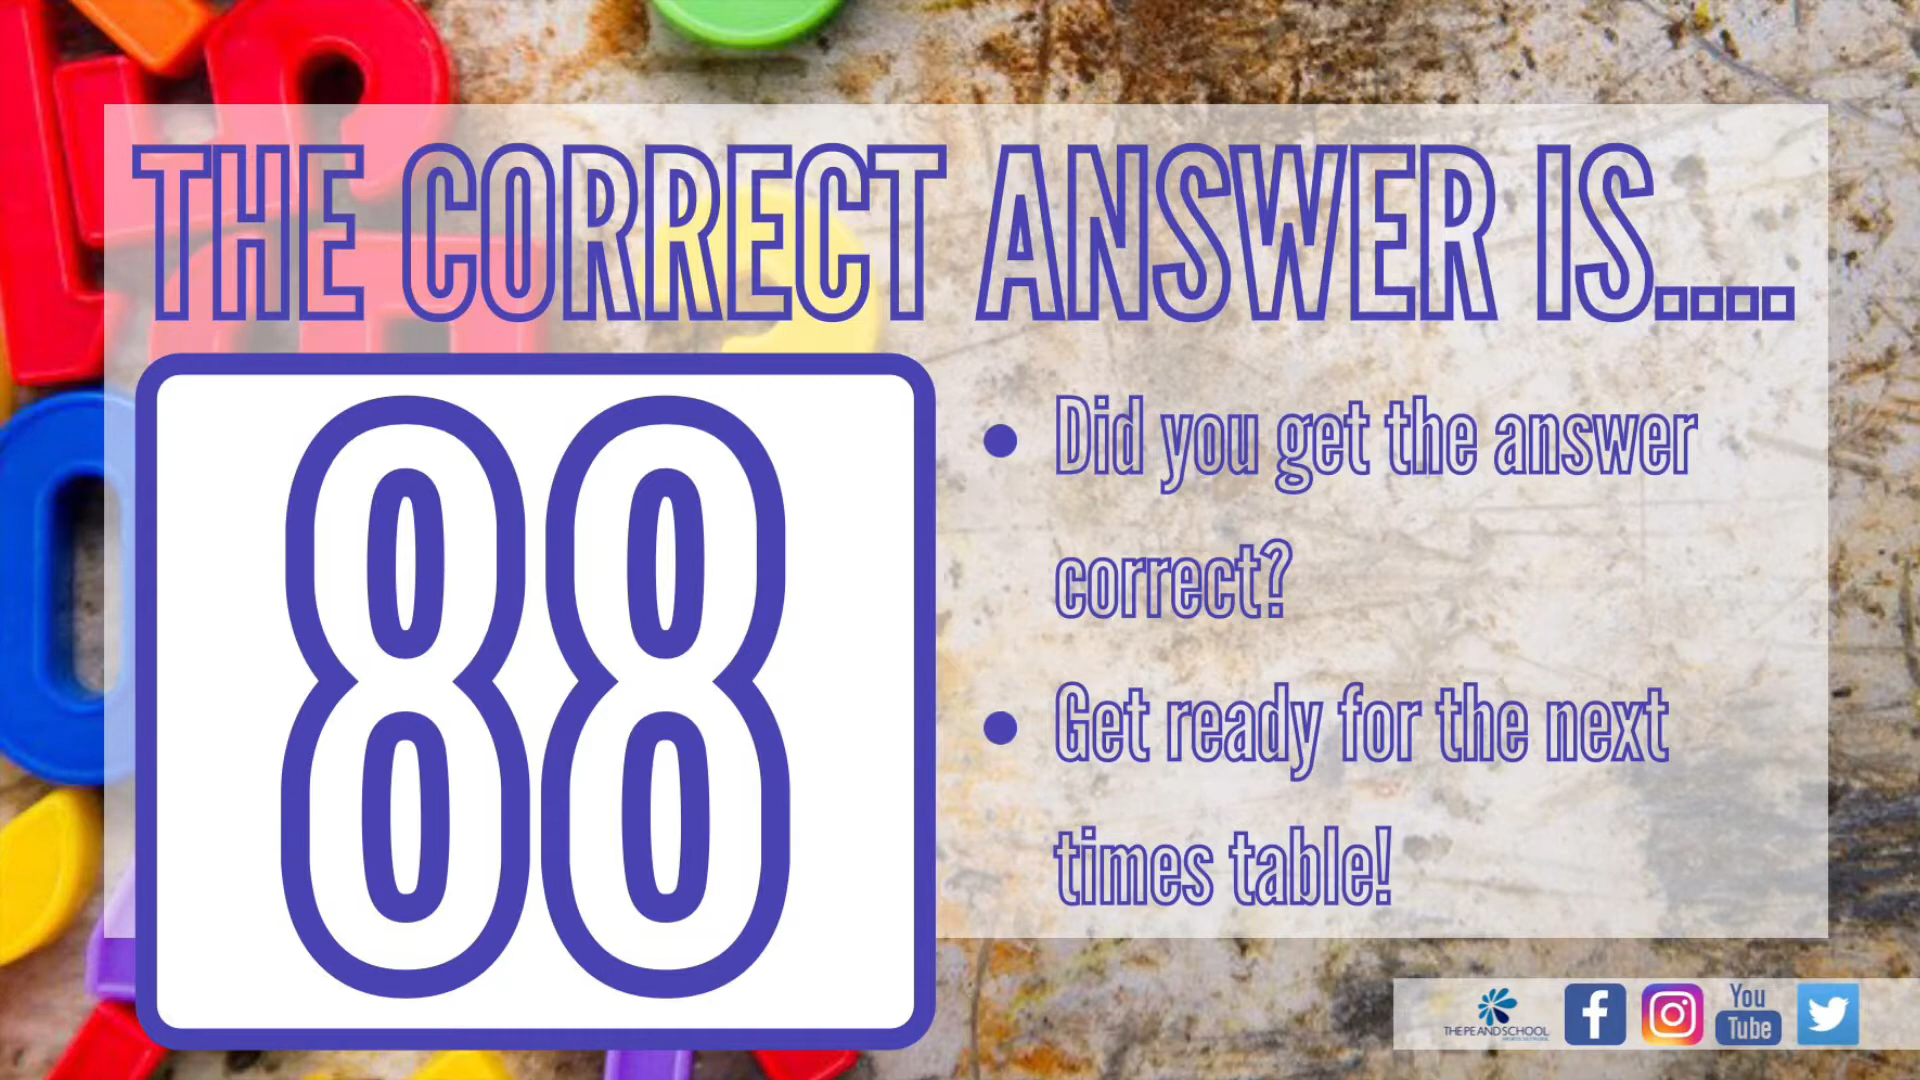 THE CORRECT ANSWER IS....
88
• Did you get the answer
correct?
• Get ready for the next
times table!
THE PE AND SCHOOL
You
Tube